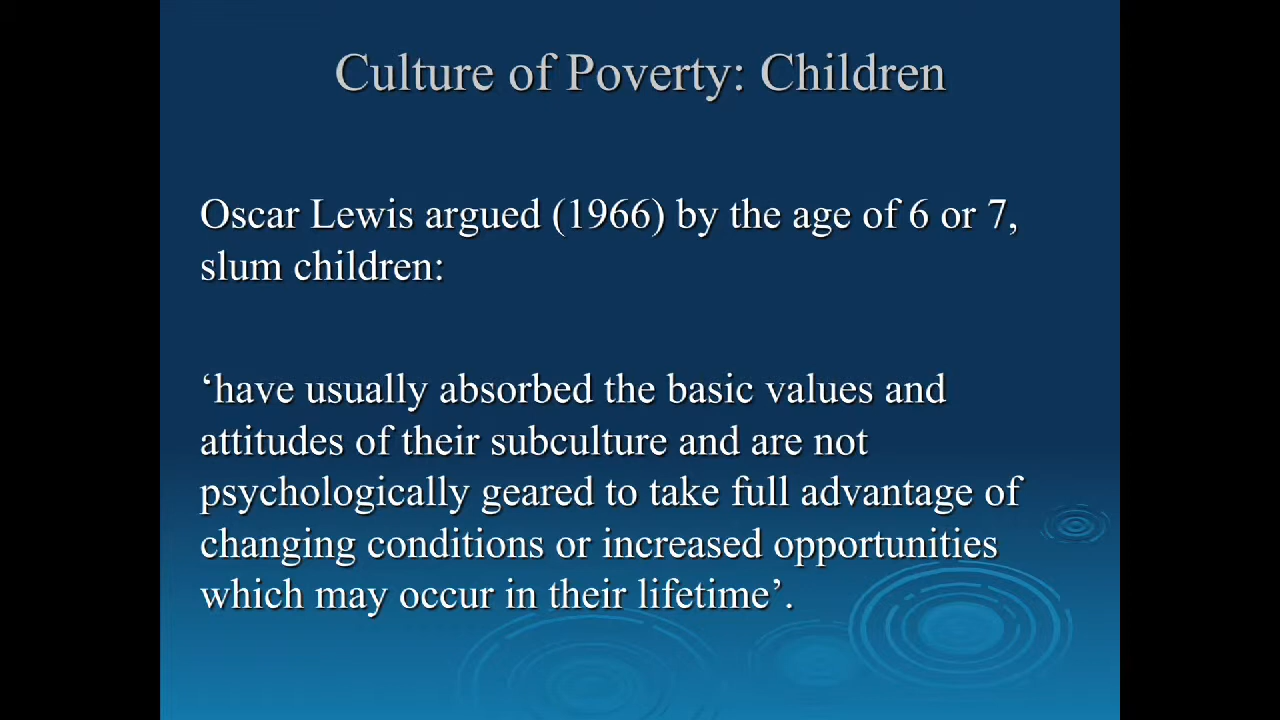 Culture of Poverty: Children
Oscar Lewis argued (1966) by the age of 6 or 7,
slum children:
‘have usually absorbed the basic values and
attitudes of their subculture and are not
psychologically geared to take full advantage of
changing conditions or increased opportunities
which may occur in their lifetime’.